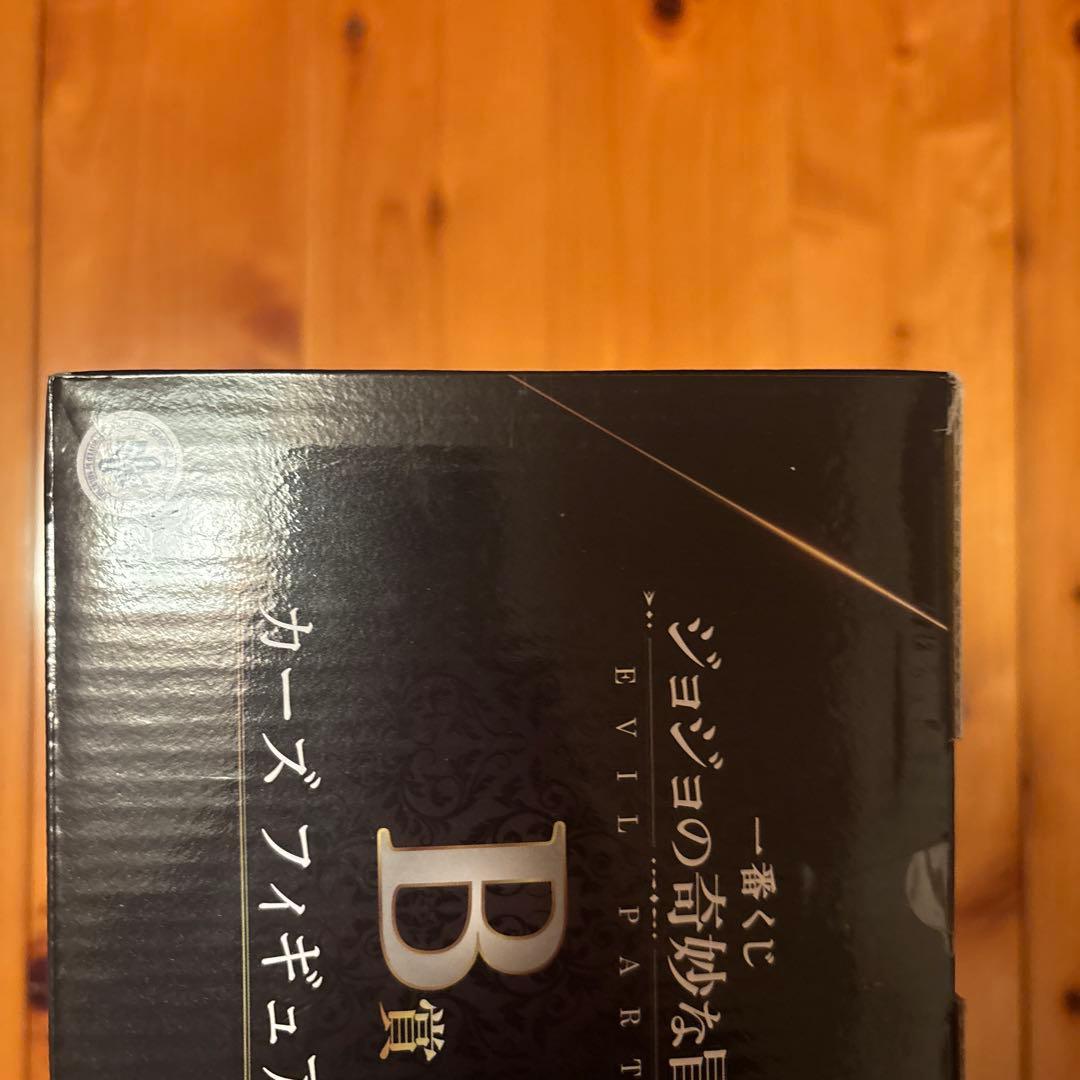 一番くじ
ジョジョの奇妙な冒
EVIL PART
B賞
カーズフィギュア